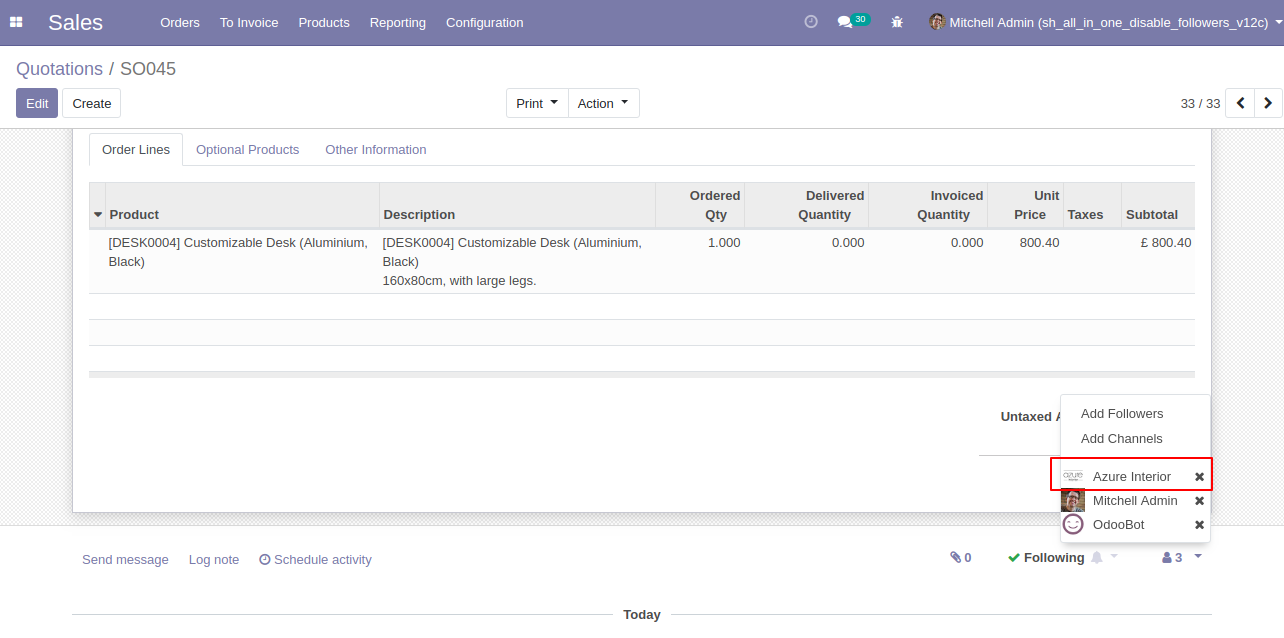 Sales Orders To Invoice Products Reporting Configuration 30 Mitchell Admin (sh_all_in_one_disable_followers_v12c)
Quotations / SO045
Edit Create Print Action 33 / 33
Order Lines Optional Products Other Information
Product Description Ordered Qty Delivered Quantity Invoiced Quantity Unit Price Taxes Subtotal
[DESK0004] Customizable Desk (Aluminium, [DESK0004] Customizable Desk (Aluminium, 1.000 0.000 0.000 800.40 £ 800.40
Black) Black)
160x80cm, with large legs.
Untaxed A
Add Followers
Add Channels
azure Azure Interior
Mitchell Admin
OdooBot
Send message Log note Schedule activity 0 Following 3
Today